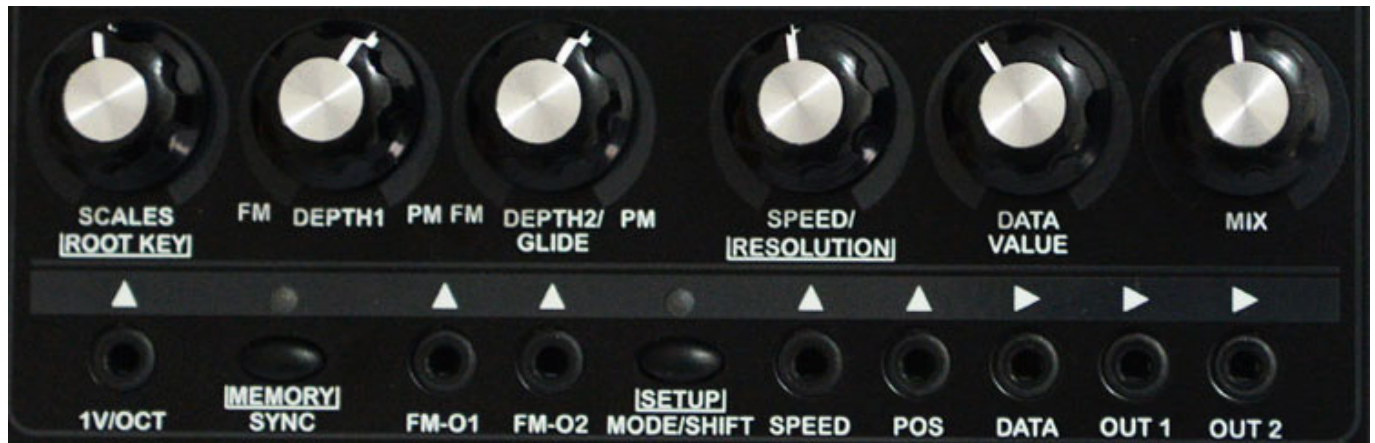 SCALES
ROOT KEY
FM DEPTH1 PM
FM DEPTH2/ PM
GLIDE
SPEED/
RESOLUTION
DATA
VALUE
MIX
1V/OCT
MEMORY
SYNC
FM-O1
FM-O2
SETUP
MODE/SHIFT
SPEED
POS
DATA
OUT 1
OUT 2